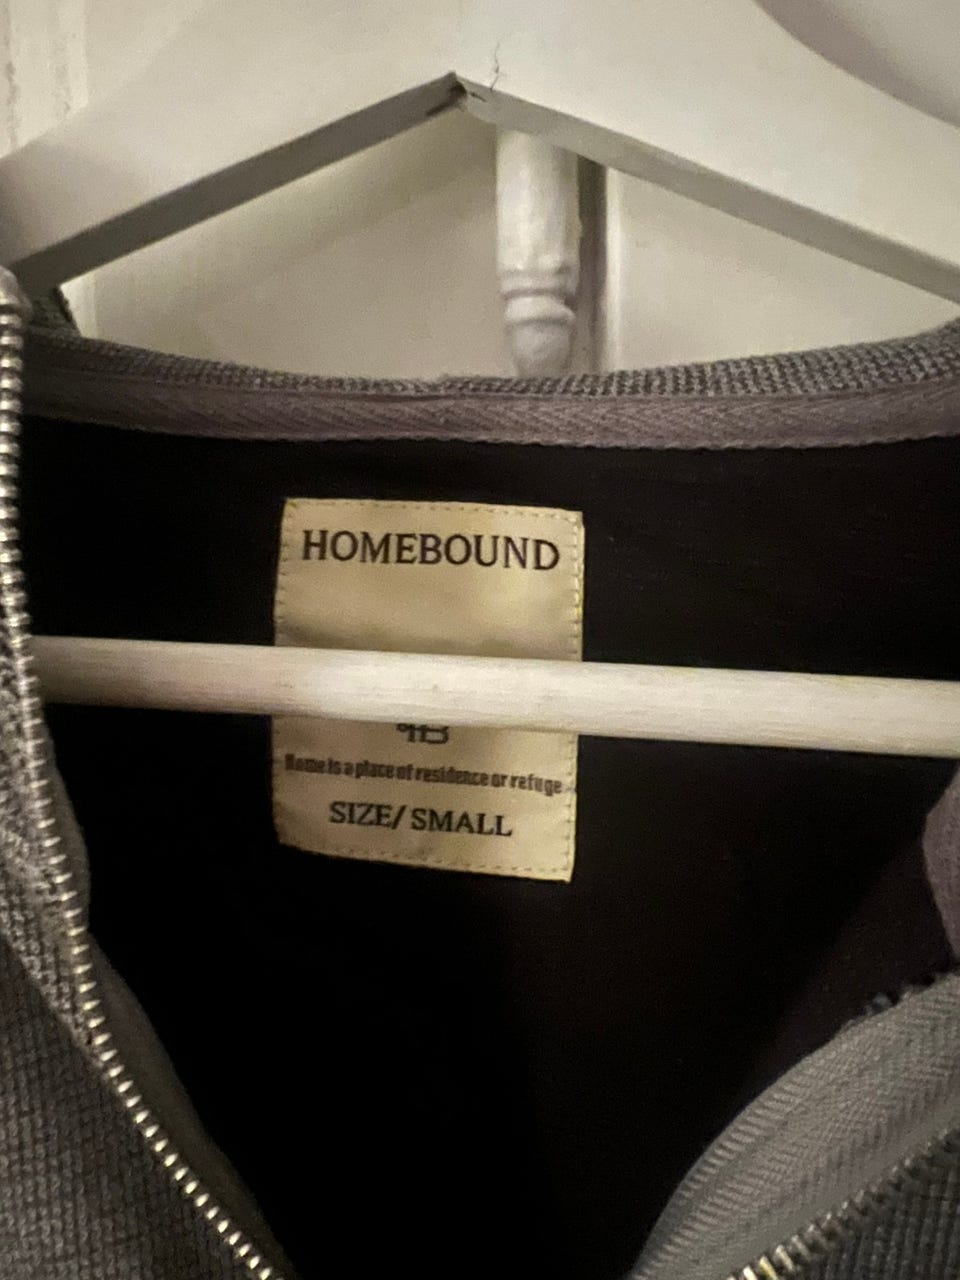 HOMEBOUND
Home is a place of residence or refuge
SIZE/ SMALL